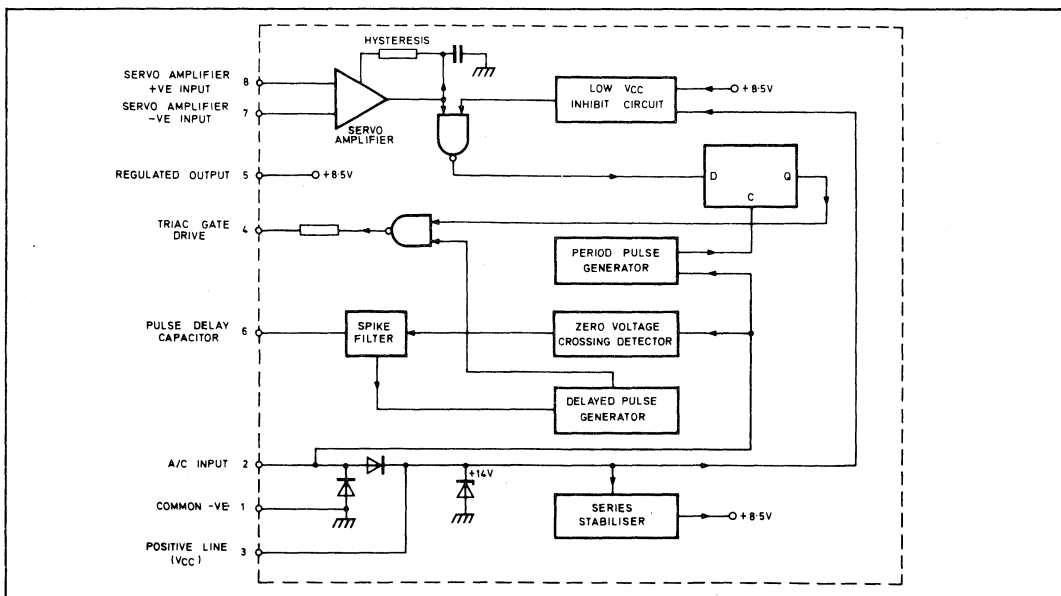 HYSTERESIS
SERVO AMPLIFIER
+VE INPUT
8
SERVO AMPLIFIER
-VE INPUT
7
SERVO
AMPLIFIER
LOW VCC
INHIBIT CIRCUIT
+8·5V
REGULATED OUTPUT 5
+8·5V
D
Q
C
TRIAC GATE
DRIVE
4
PERIOD PULSE
GENERATOR
PULSE DELAY
CAPACITOR
6
SPIKE
FILTER
ZERO VOLTAGE
CROSSING DETECTOR
DELAYED PULSE
GENERATOR
A/C INPUT 2
+14V
COMMON -VE 1
SERIES
STABILISER
+8·5V
POSITIVE LINE
(VCC)
3